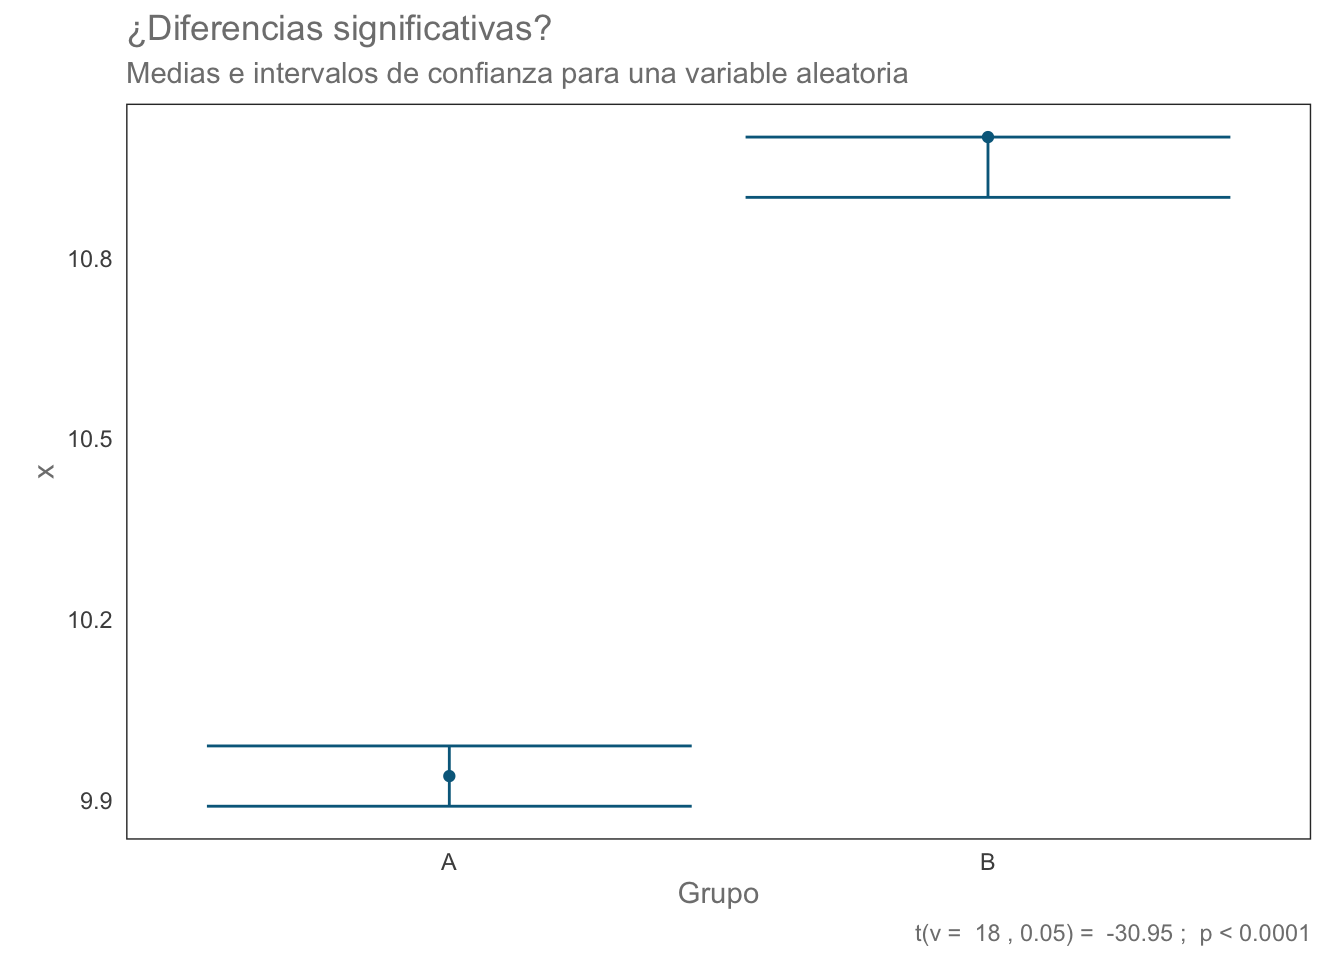 ¿Diferencias significativas?
Medias e intervalos de confianza para una variable aleatoria
10.8
10.5
x
10.2
9.9
A B
Grupo
t(v = 18 , 0.05) = -30.95 ; p < 0.0001